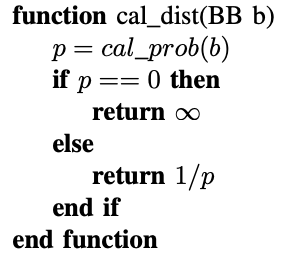 function cal_dist(BB b)
p = cal_prob(b)
if p == 0 then
return ∞
else
return 1/p
end if
end function